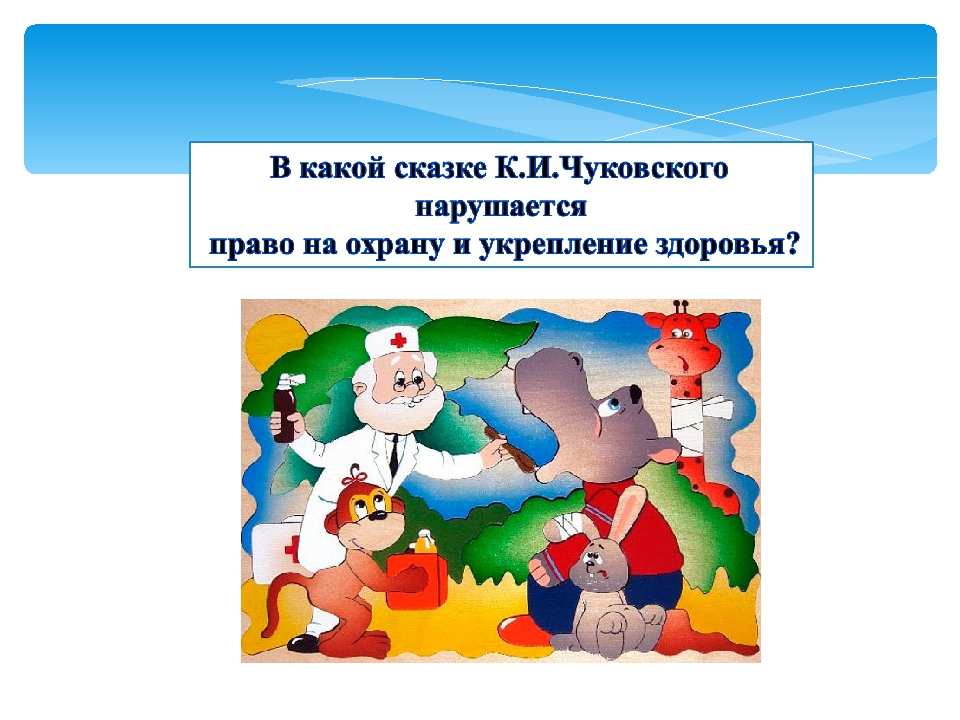 В какой сказке К.И.Чуковского
нарушается
право на охрану и укрепление здоровья?